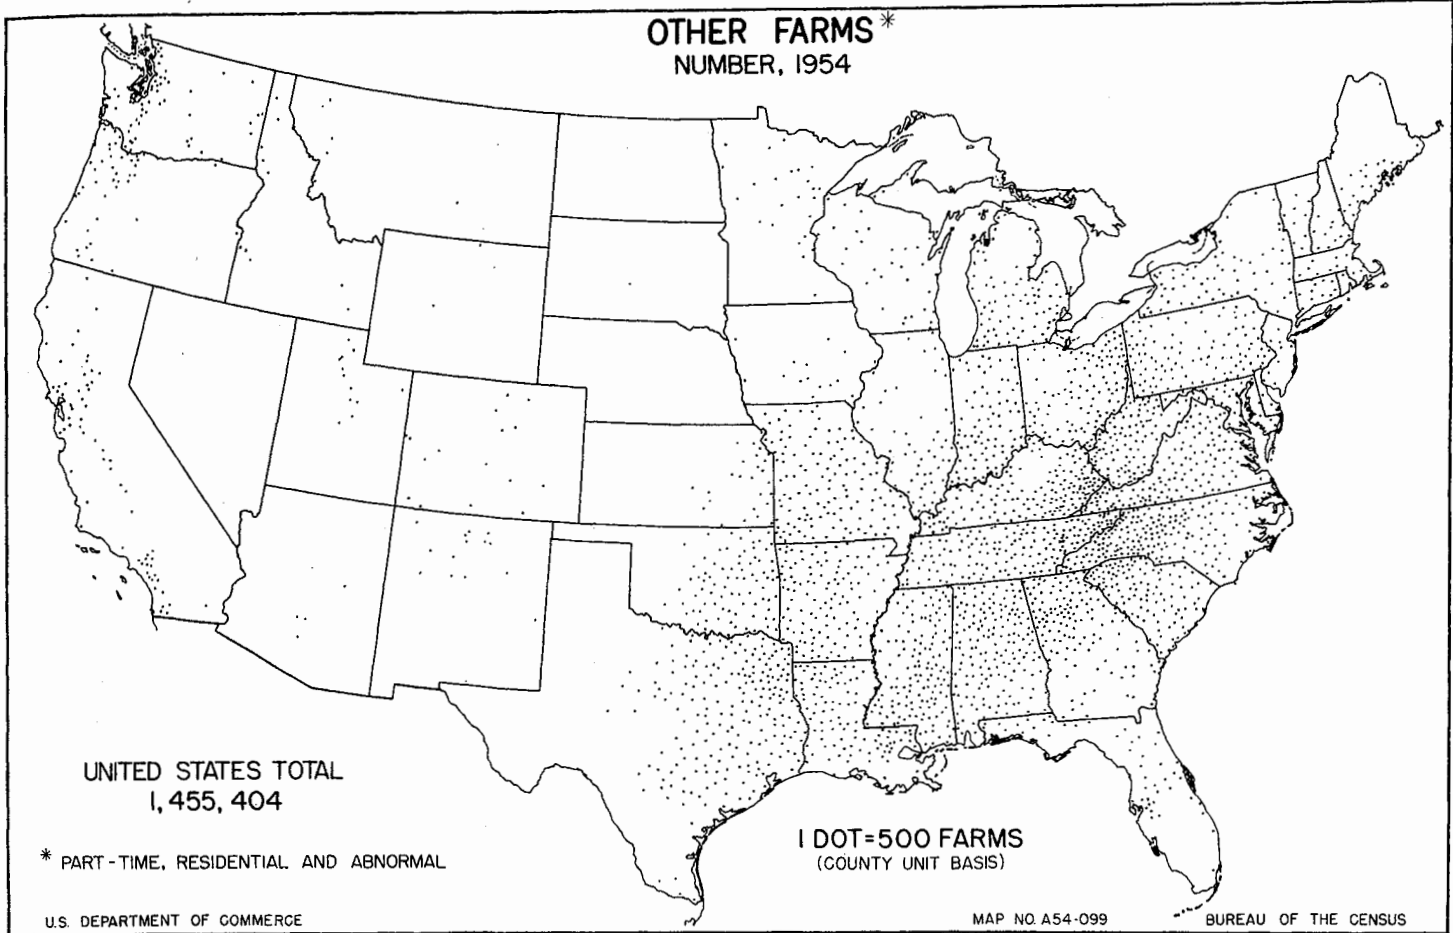 OTHER FARMS*
NUMBER, 1954
UNITED STATES TOTAL
1,455,404
* PART-TIME, RESIDENTIAL AND ABNORMAL
1 DOT=500 FARMS
(COUNTY UNIT BASIS)
U.S. DEPARTMENT OF COMMERCE
MAP NO. A54-099
BUREAU OF THE CENSUS